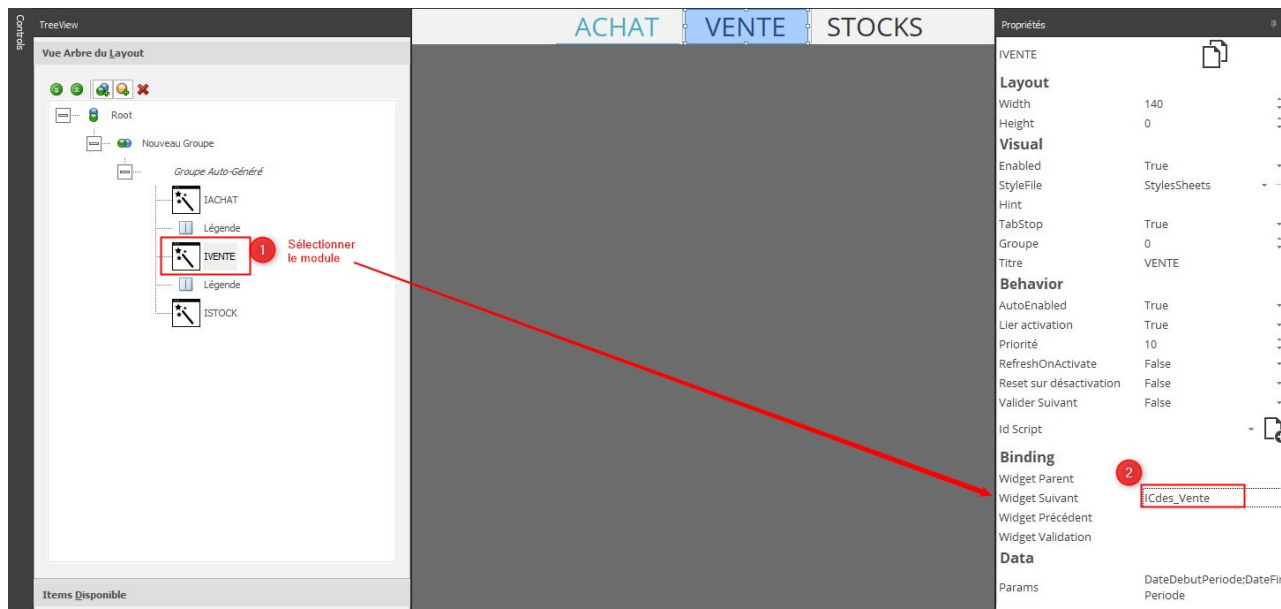 Controls
TreeView
Vue Arbre du Layout
Root
Nouveau Groupe
Groupe Auto-Généré
IACHAT
Légende
IVENTE
1
Sélectionner
le module
Légende
ISTOCK
Items Disponible
ACHAT VENTE STOCKS
Propriétés
IVENTE
Layout
Width 140
Height 0
Visual
Enabled True
StyleFile StylesSheets
Hint
TabStop True
Groupe 0
Titre VENTE
Behavior
AutoEnabled True
Lier activation True
Priorité 10
RefreshOnActivate False
Reset sur désactivation False
Valider Suivant False
Id Script
Binding
Widget Parent
2
Widget Suivant ICdes_Vente
Widget Précédent
Widget Validation
Data
Params DateDebutPeriode;DateFin
Periode